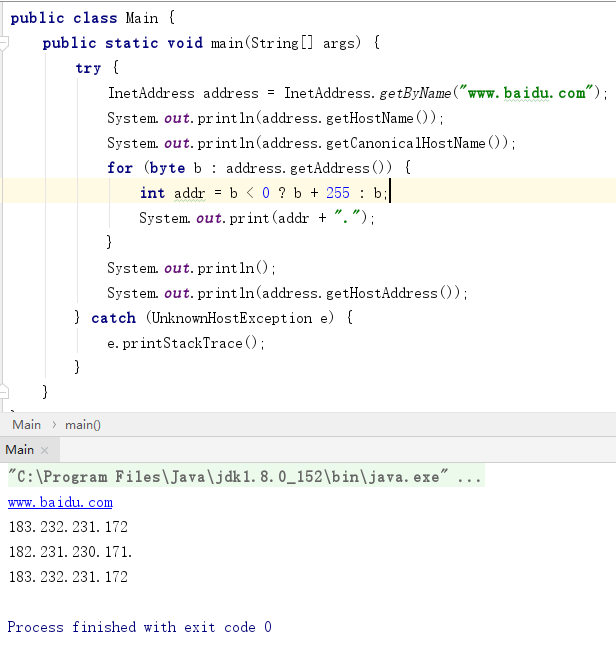 public class Main {
public static void main(String[] args) {
try {
InetAddress address = InetAddress.getByName("www.baidu.com");
System.out.println(address.getHostName());
System.out.println(address.getCanonicalHostName());
for (byte b : address.getAddress()) {
int addr = b < 0 ? b + 255 : b;
System.out.print(addr + ".");
}
System.out.println();
System.out.println(address.getHostAddress());
} catch (UnknownHostException e) {
e.printStackTrace();
}
}
Main › main()
Main ×
"C:\Program Files\Java\jdk1.8.0_152\bin\java.exe" ...
www.baidu.com
183.232.231.172
182.231.230.171.
183.232.231.172
Process finished with exit code 0